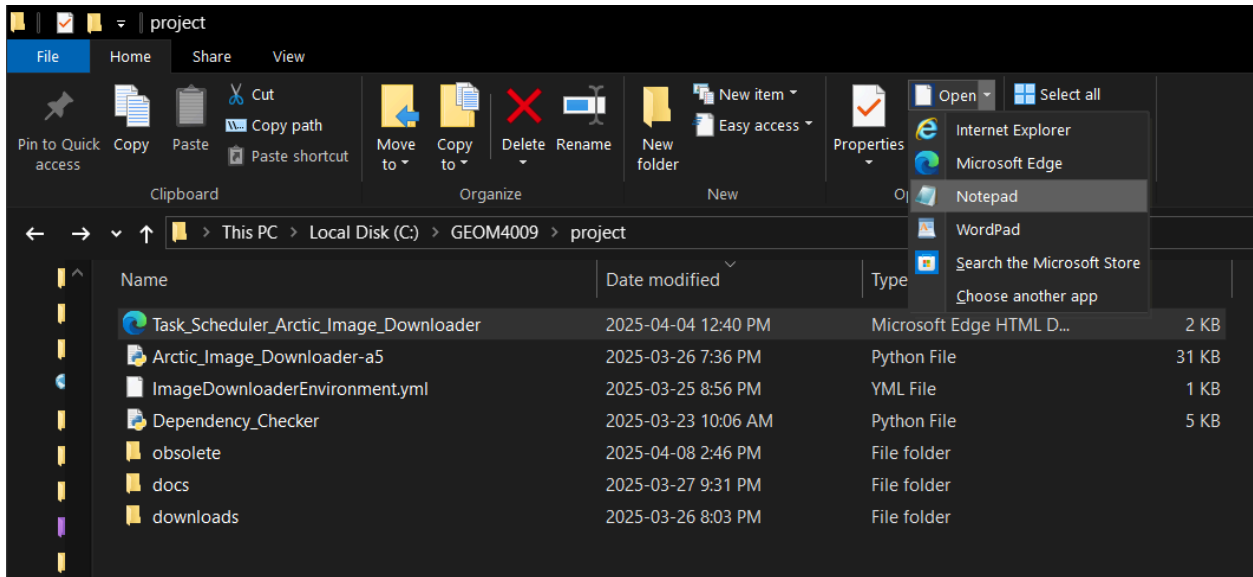 project
File Home Share View
Pin to Quick access
Copy
Paste
Cut
Copy path
Paste shortcut
Clipboard
Move to
Copy to
Delete
Rename
Organize
New folder
New item
Easy access
New
Properties
Open
Select all
Internet Explorer
Microsoft Edge
Notepad
WordPad
Search the Microsoft Store
Choose another app
This PC > Local Disk (C:) > GEOM4009 > project
Name Date modified Type
Task_Scheduler_Arctic_Image_Downloader 2025-04-04 12:40 PM Microsoft Edge HTML D... 2 KB
Arctic_Image_Downloader-a5 2025-03-26 7:36 PM Python File 31 KB
ImageDownloaderEnvironment.yml 2025-03-25 8:56 PM YML File 1 KB
Dependency_Checker 2025-03-23 10:06 AM Python File 5 KB
obsolete 2025-04-08 2:46 PM File folder
docs 2025-03-27 9:31 PM File folder
downloads 2025-03-26 8:03 PM File folder